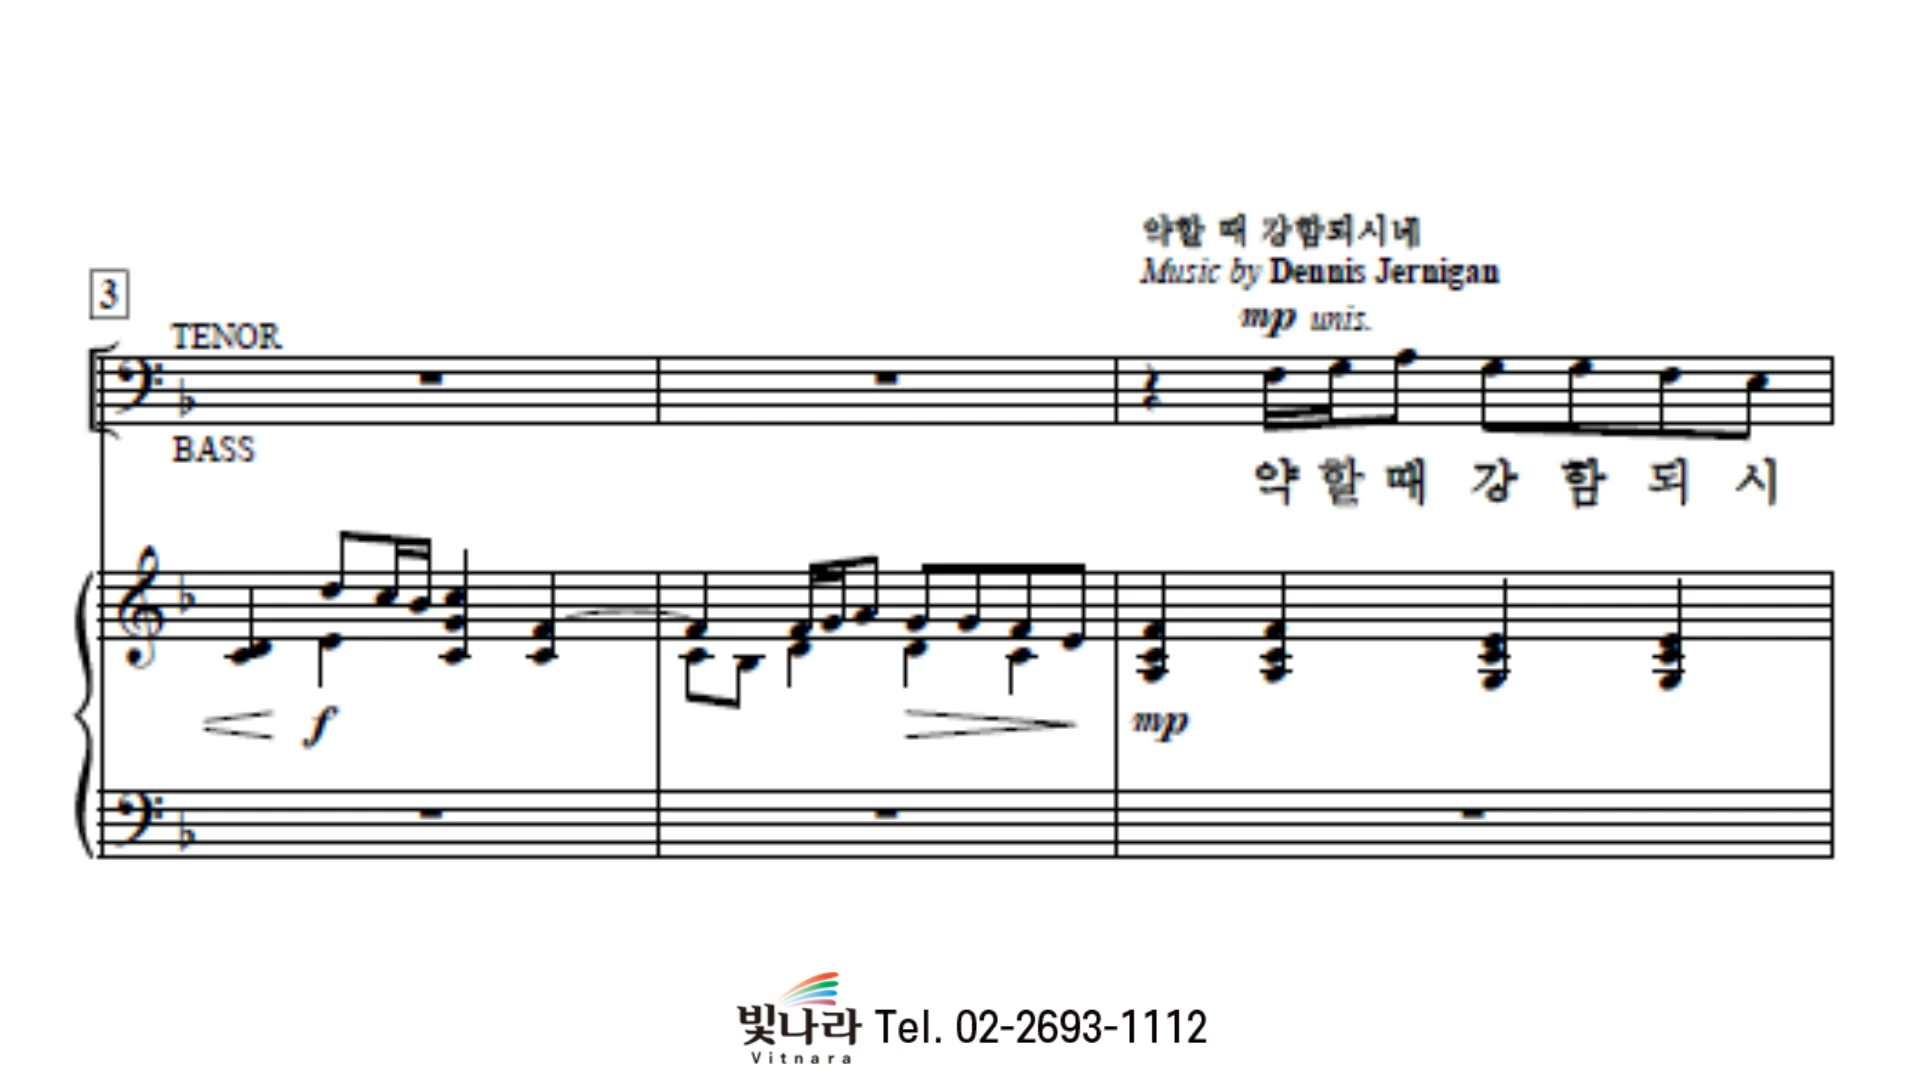 약할 때 강함되시네
Music by Dennis Jernigan
3
mp unis.
TENOR
BASS
약 할 때 강 함 되 시
f
mp
빛나라 Tel. 02-2693-1112
Vitnara